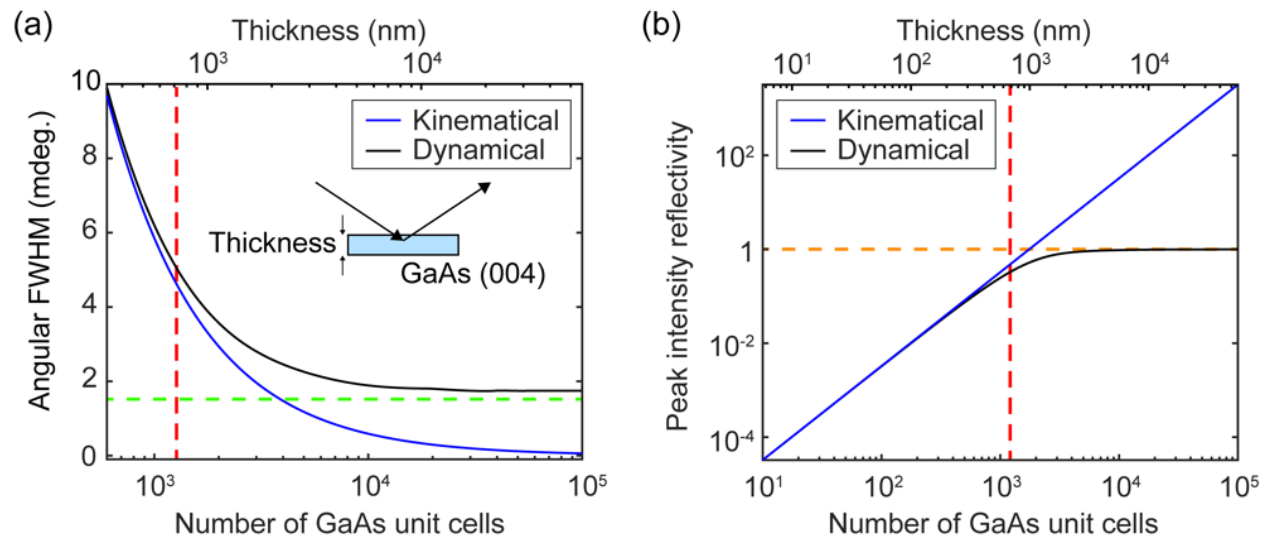 (a)
Thickness (nm)
10³ 10⁴
10
8
6
4
2
0
Angular FWHM (mdeg.)
Kinematical
Dynamical
Thickness
GaAs (004)
10³ 10⁴ 10⁵
Number of GaAs unit cells
(b)
Thickness (nm)
10¹ 10² 10³ 10⁴
Kinematical
Dynamical
10²
1
10⁻²
10⁻⁴
Peak intensity reflectivity
10¹ 10² 10³ 10⁴ 10⁵
Number of GaAs unit cells